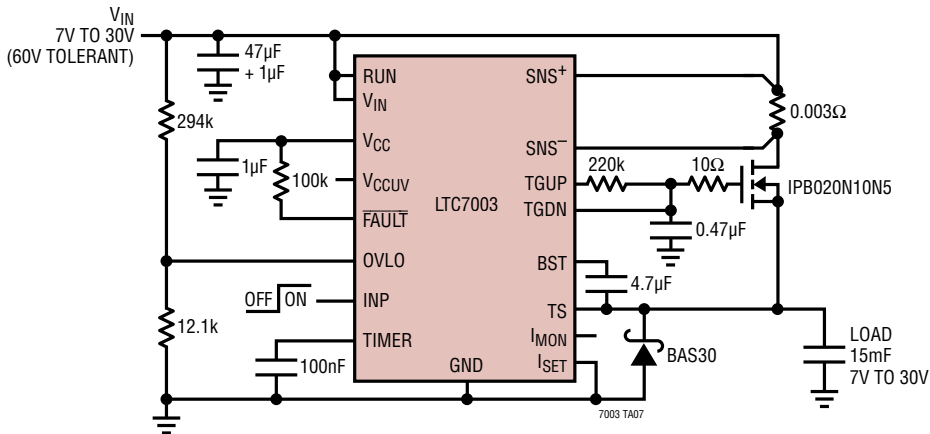 VIN
7V TO 30V
(60V TOLERANT)
47µF
+ 1µF
294k
1µF
100k
OFF ON
12.1k
100nF
RUN
VIN
VCC
VCCUV
FAULT
OVLO
INP
TIMER
GND
LTC7003
SNS+
SNS–
TGUP
TGDN
BST
TS
IMON
ISET
0.003Ω
220k
10Ω
IPB020N10N5
0.47µF
4.7µF
BAS30
LOAD
15mF
7V TO 30V
7003 TA07